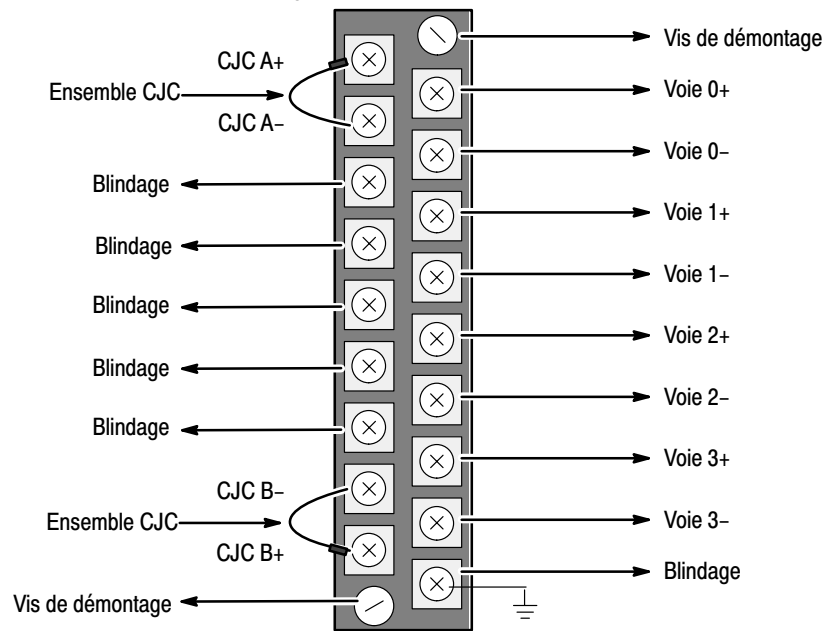 Vis de démontage
CJC A+
Voie 0+
Ensemble CJC
CJC A–
Voie 0–
Blindage
Voie 1+
Blindage
Voie 1–
Blindage
Voie 2+
Blindage
Voie 2–
Blindage
Voie 3+
CJC B–
Voie 3–
Ensemble CJC
CJC B+
Blindage
Vis de démontage